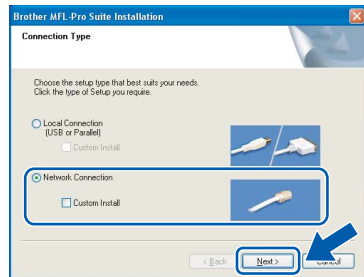 Brother MFL-Pro Suite Installation
Connection Type
Choose the setup type that best suits your needs.
Click the type of Setup you require.
Local Connection
(USB or Parallel)
Custom Install
Network Connection
Custom Install
< Back
Next >
Cancel